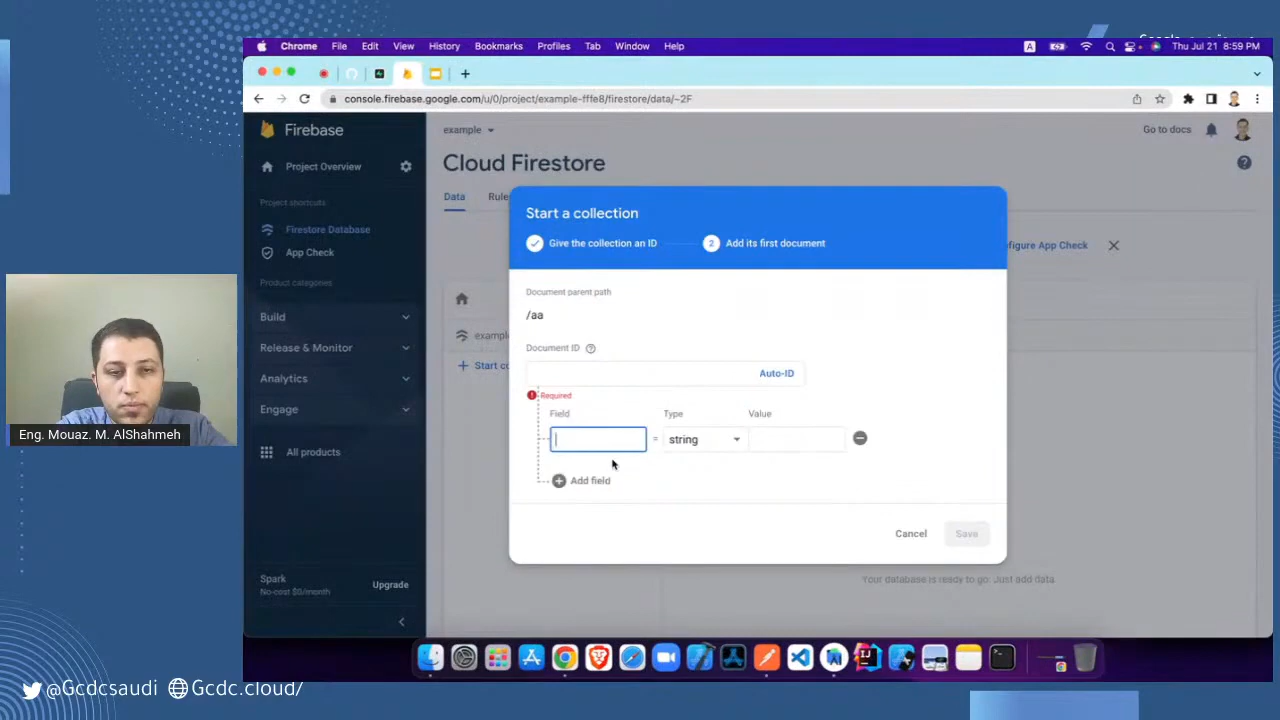 Chrome File Edit View History Bookmarks Profiles Tab Window Help
A
Thu Jul 21 8:59 PM
console.firebase.google.com/u/0/project/example-fffe8/firestore/data/~2F
Firebase
example
Go to docs
Project Overview
Cloud Firestore
Project shortcuts
Data
Firestore Database
App Check
Product categories
Build
Release & Monitor
Analytics
Engage
All products
Spark
No-cost $0/month
Upgrade
Start a collection
Give the collection an ID
2
Add its first document
Document parent path
/aa
Document ID
Auto-ID
Required
Field
Type
Value
=
string
Add field
Cancel
Save
Your database is ready to go. Just add data.
Eng. Mouaz. M. AlShahmeh
@Gcdcsaudi
Gcdc.cloud/